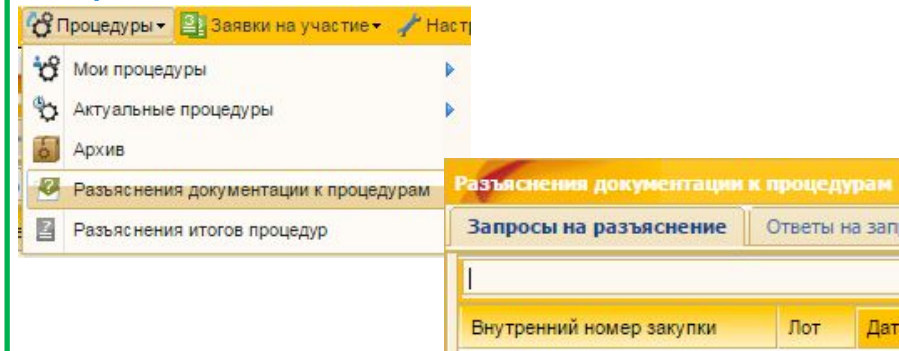 Процедуры Заявки на участие Наст
Мои процедуры
Актуальные процедуры
Архив
Разъяснения документации к процедурам
Разъяснения итогов процедур
Разъяснения документации к процедурам
Запросы на разъяснение Ответы на зап
Внутренний номер закупки Лот Дат